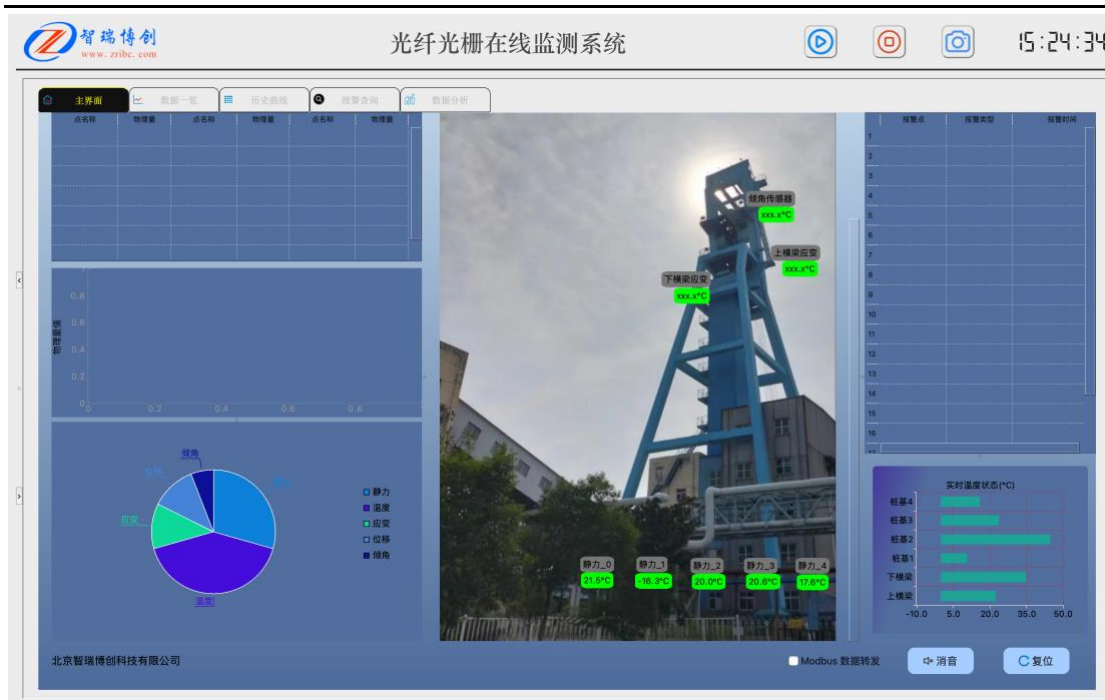 智瑞博创
www.zribc.com
光纤光栅在线监测系统
15:24:34
主界面
数据一览
历史曲线
报警查询
数据分析
点名称 物理量 点名称 物理量 点名称 物理量
报警点 报警类型 报警时间
1
2
3
4
5
6
7
8
9
10
11
12
13
14
15
16
17
倾角传感器
xxx.x°C
上横梁应变
xxx.x°C
下横梁应变
xxx.x°C
物理量值
0.8
0.6
0.4
0.2
0
0 0.2 0.4 0.6 0.8
倾角
位移
静力
应变
温度
静力
温度
应变
位移
倾角
静力_0 静力_1 静力_2 静力_3 静力_4
21.5°C -16.3°C 20.0°C 20.6°C 17.6°C
实时温度状态(°C)
桩基4
桩基3
桩基2
桩基1
下横梁
上横梁
-10.0 5.0 20.0 35.0 50.0
北京智瑞博创科技有限公司
Modbus 数据转发
消音
复位